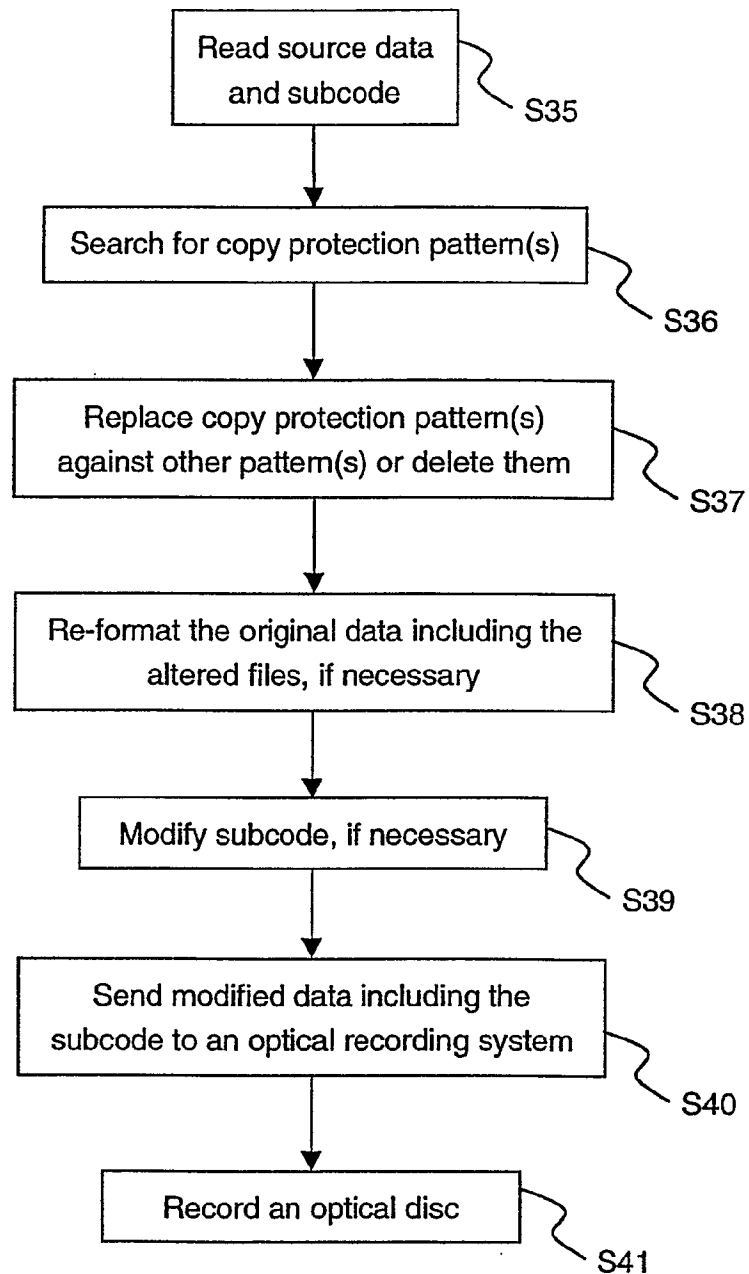 Read source data
and subcode
S35
Search for copy protection pattern(s)
S36
Replace copy protection pattern(s)
against other pattern(s) or delete them
S37
Re-format the original data including the
altered files, if necessary
S38
Modify subcode, if necessary
S39
Send modified data including the
subcode to an optical recording system
S40
Record an optical disc
S41